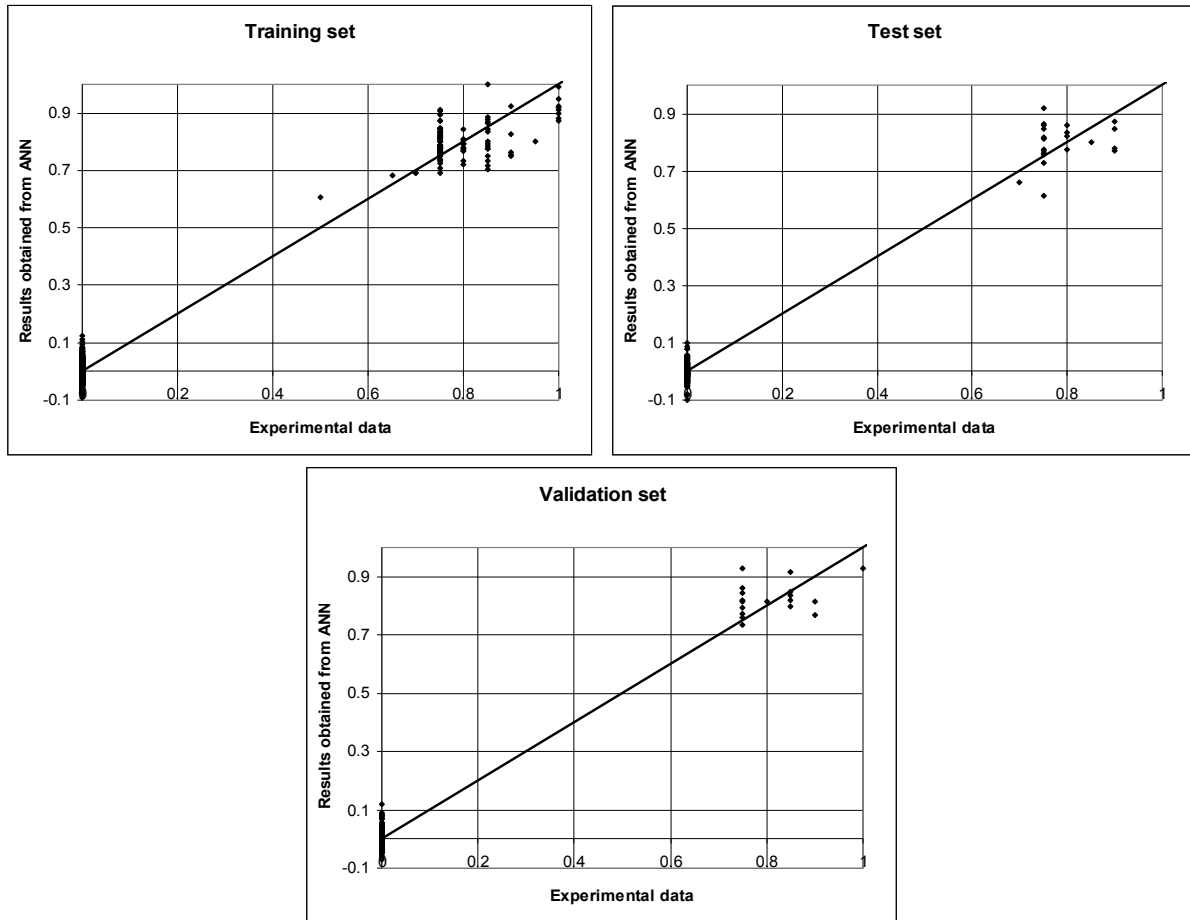 Training set
Results obtained from ANN
0.9
0.7
0.5
0.3
0.1
-0.1
0 0.2 0.4 0.6 0.8 1
Experimental data
Test set
Results obtained from ANN
0.9
0.7
0.5
0.3
0.1
-0.1
0 0.2 0.4 0.6 0.8 1
Experimental data
Validation set
Results obtained from ANN
0.9
0.7
0.5
0.3
0.1
-0.1
0 0.2 0.4 0.6 0.8 1
Experimental data